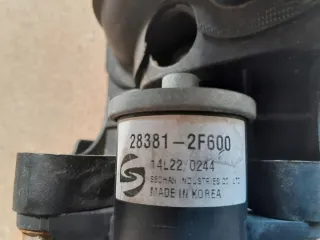 28381-2F600
14L22 0244
SEOHAN INDUSTRIES CO., LTD.
MADE IN KOREA